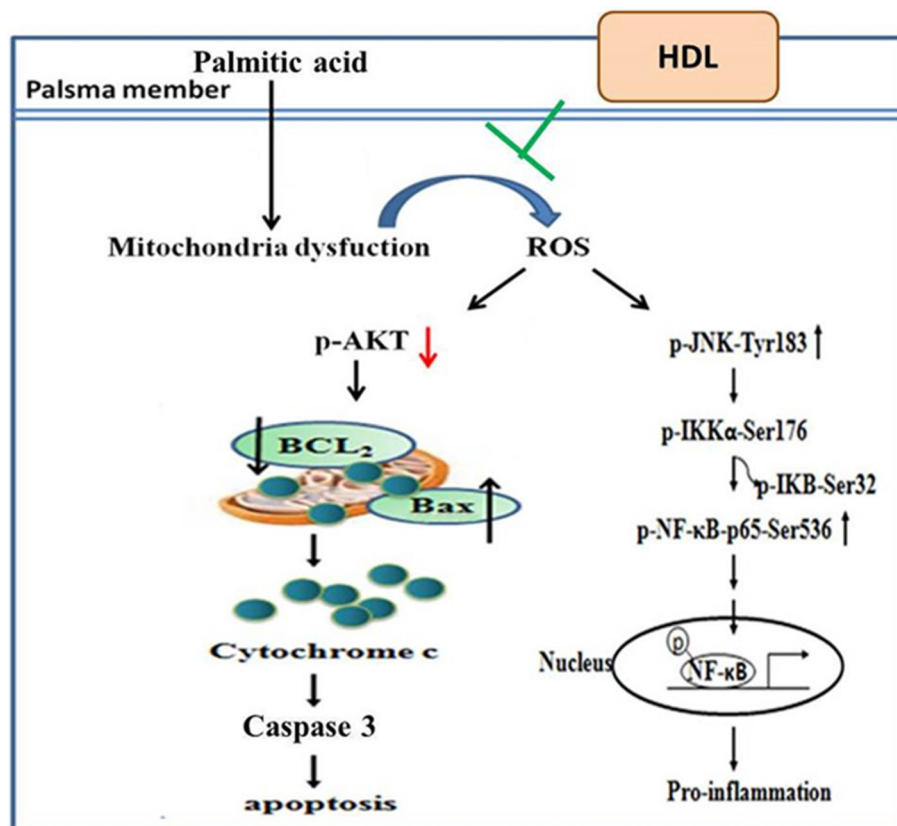 Palmitic acid
HDL
Palsma member
Mitochondria dysfuction
ROS
p-AKT
BCL₂
Bax
Cytochrome c
Caspase 3
apoptosis
p-JNK-Tyr183
p-IKKα-Ser176
p-IKB-Ser32
p-NF-κB-p65-Ser536
Nucleus
p
NF-κB
Pro-inflammation